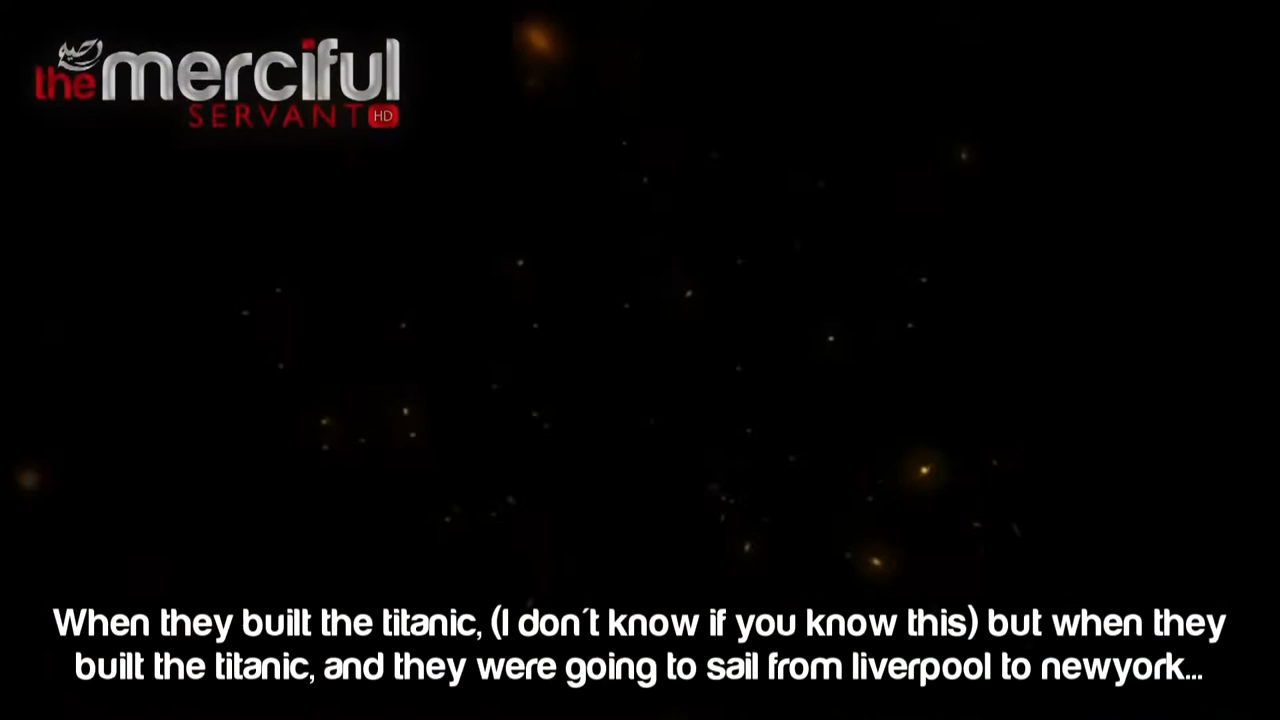 the merciful
SERVANT HD
When they built the titanic, (I don´t know if you know this) but when they
built the titanic, and they were going to sail from liverpool to newyork...